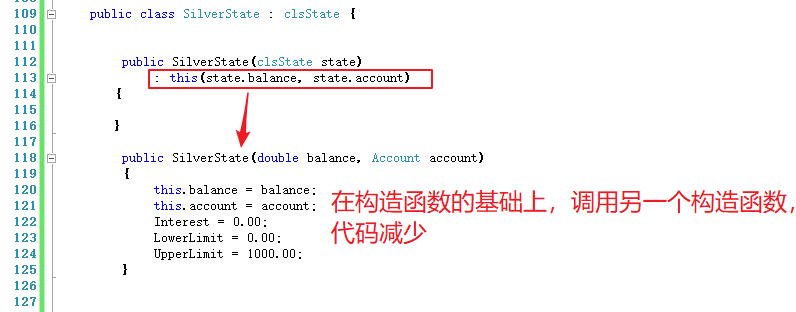 109 public class SilverState : clsState {
110
111
112 public SilverState(clsState state)
113 : this(state.balance, state.account)
114 {
115
116 }
117
118 public SilverState(double balance, Account account)
119 {
120 this.balance = balance;
121 this.account = account;
122 Interest = 0.00;
123 LowerLimit = 0.00;
124 UpperLimit = 1000.00;
125 }
126
127
在构造函数的基础上，调用另一个构造函数，
代码减少